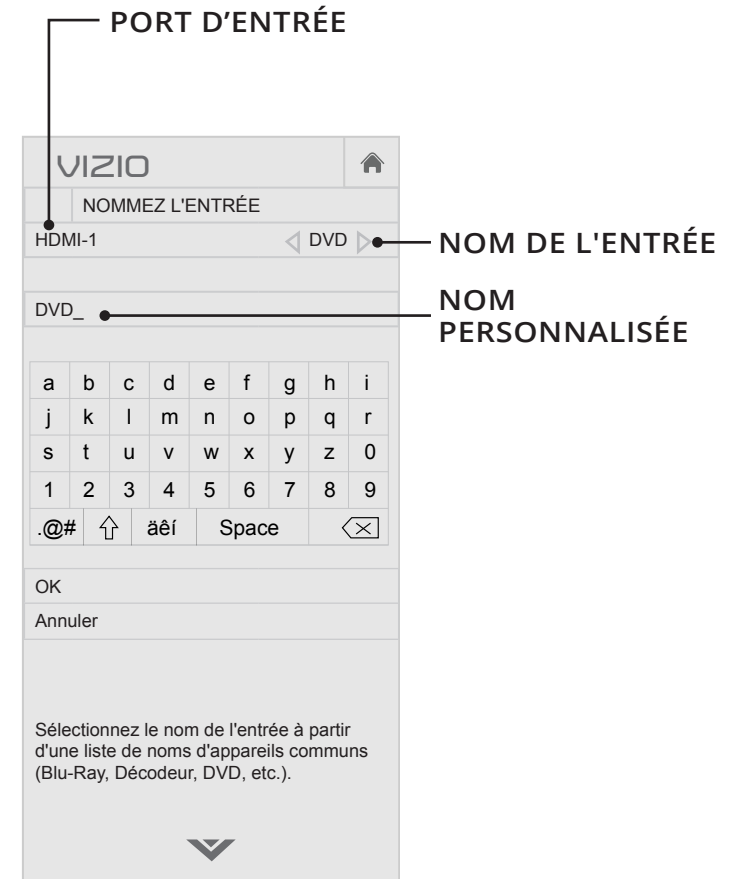 PORT D'ENTRÉE
VIZIO
NOMMEZ L'ENTRÉE
HDMI-1 DVD
NOM DE L'ENTRÉE
DVD_
NOM
PERSONNALISÉE
a b c d e f g h i
j k l m n o p q r
s t u v w x y z 0
1 2 3 4 5 6 7 8 9
.@# äêí Space
OK
Annuler
Sélectionnez le nom de l'entrée à partir
d'une liste de noms d'appareils communs
(Blu-Ray, Décodeur, DVD, etc.).